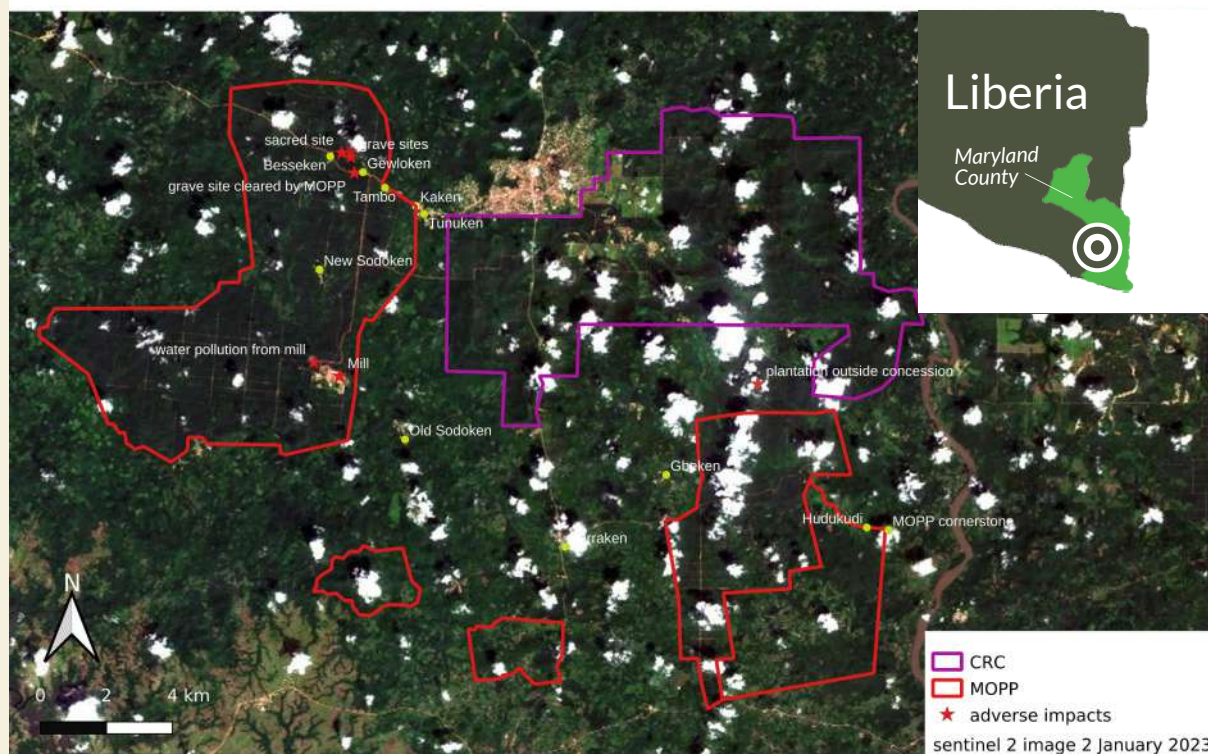 Liberia
Maryland
County
sacred site
grave sites
Besseken
Gewloken
grave site cleared by MOPP
Tambo
Kaken
Tunuken
New Sodoken
water pollution from mill
Mill
plantation outside concession
Old Sodoken
Gbeken
Hudukudi
MOPP cornerstone
rraken
N
0 2 4 km
CRC
MOPP
adverse impacts
sentinel 2 image 2 January 2023